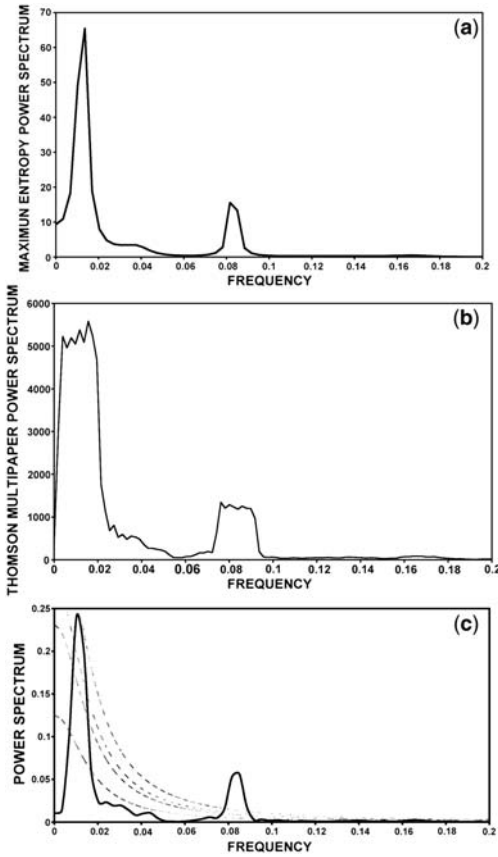 (a)
MAXIMUN ENTROPY POWER SPECTRUM
70
60
50
40
30
20
10
0
0 0.02 0.04 0.06 0.08 0.1 0.12 0.14 0.16 0.18 0.2
FREQUENCY
(b)
THOMSON MULTIPAPER POWER SPECTRUM
6000
5000
4000
3000
2000
1000
0
0 0.02 0.04 0.06 0.08 0.1 0.12 0.14 0.16 0.18 0.2
FREQUENCY
(c)
POWER SPECTRUM
0.25
0.2
0.15
0.1
0.05
0
0 0.02 0.04 0.06 0.08 0.1 0.12 0.14 0.16 0.18 0.2
FREQUENCY